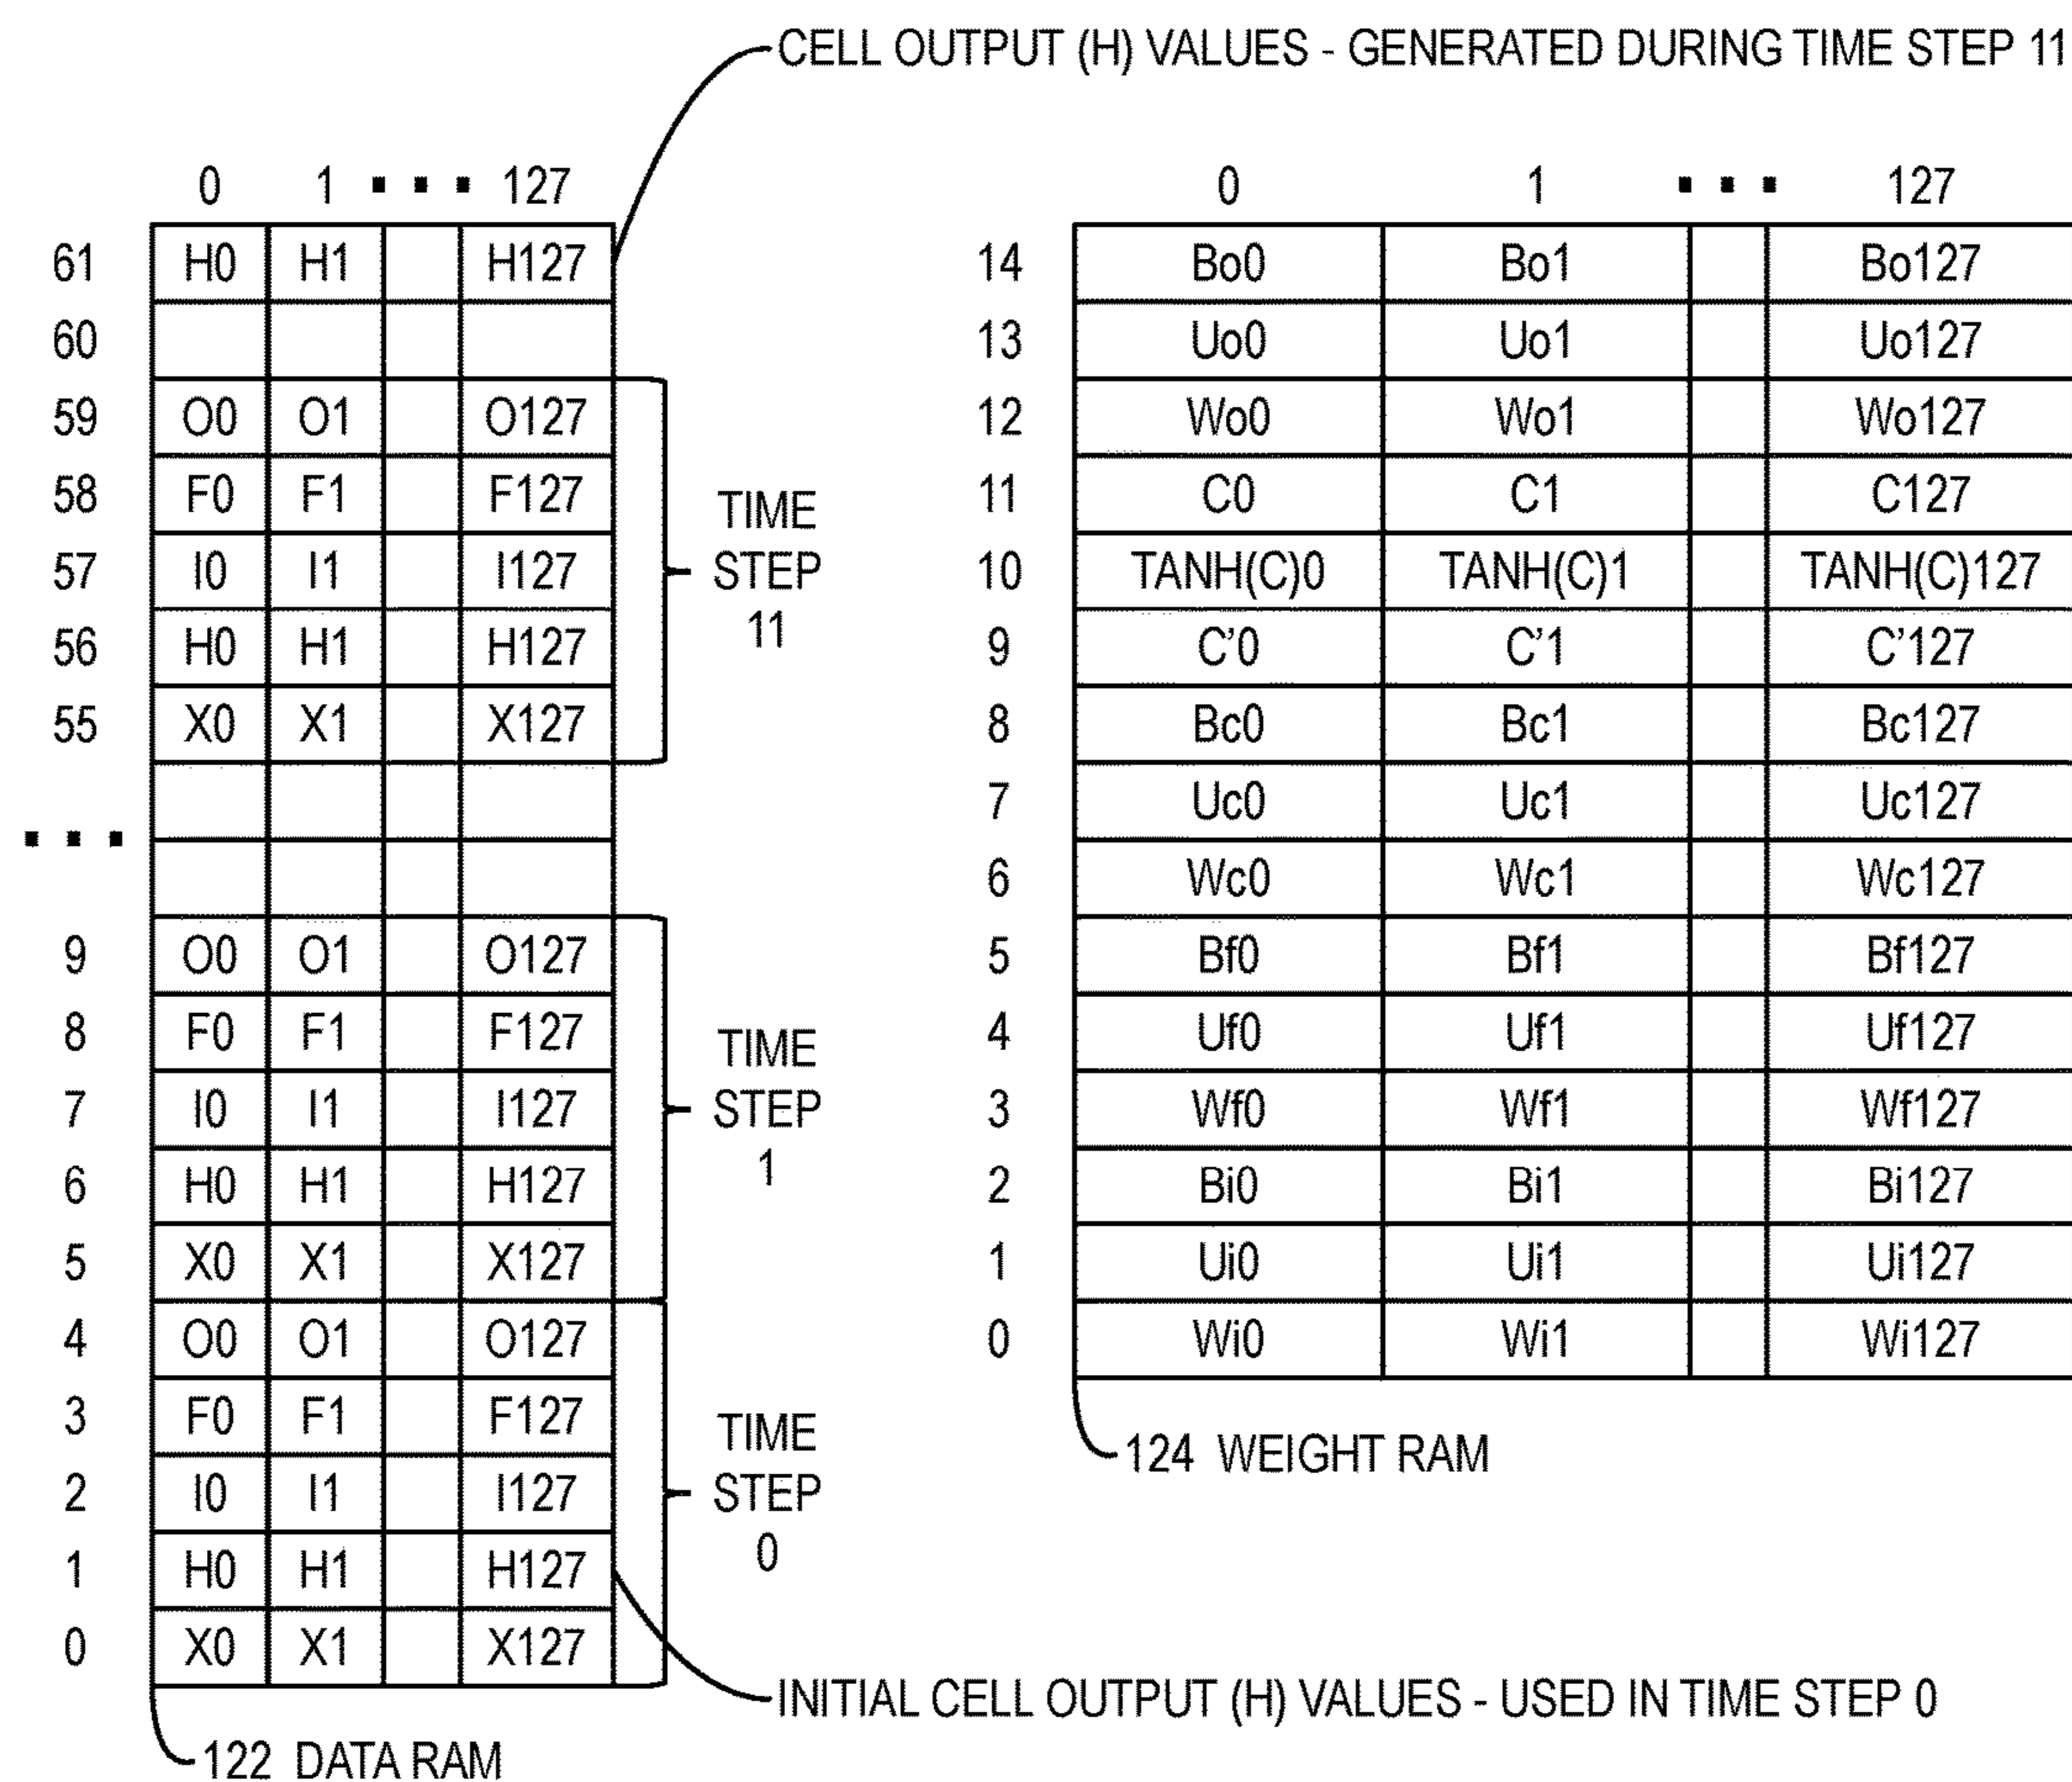 CELL OUTPUT (H) VALUES - GENERATED DURING TIME STEP 11
0 1 ▪ ▪ ▪ 127
61 H0 H1 H127
60
59 O0 O1 O127
58 F0 F1 F127
57 I0 I1 I127
56 H0 H1 H127
55 X0 X1 X127
TIME
STEP
11
▪ ▪ ▪
9 O0 O1 O127
8 F0 F1 F127
7 I0 I1 I127
6 H0 H1 H127
5 X0 X1 X127
TIME
STEP
1
4 O0 O1 O127
3 F0 F1 F127
2 I0 I1 I127
1 H0 H1 H127
0 X0 X1 X127
TIME
STEP
0
INITIAL CELL OUTPUT (H) VALUES - USED IN TIME STEP 0
122 DATA RAM
0 1 ▪ ▪ ▪ 127
14 Bo0 Bo1 Bo127
13 Uo0 Uo1 Uo127
12 Wo0 Wo1 Wo127
11 C0 C1 C127
10 TANH(C)0 TANH(C)1 TANH(C)127
9 C'0 C'1 C'127
8 Bc0 Bc1 Bc127
7 Uc0 Uc1 Uc127
6 Wc0 Wc1 Wc127
5 Bf0 Bf1 Bf127
4 Uf0 Uf1 Uf127
3 Wf0 Wf1 Wf127
2 Bi0 Bi1 Bi127
1 Ui0 Ui1 Ui127
0 Wi0 Wi1 Wi127
124 WEIGHT RAM